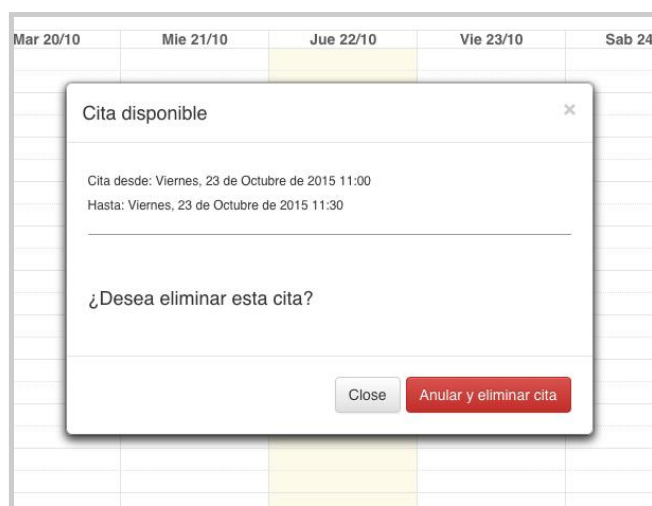 Mar 20/10 Mie 21/10 Jue 22/10 Vie 23/10 Sab 24
Cita disponible ×
Cita desde: Viernes, 23 de Octubre de 2015 11:00
Hasta: Viernes, 23 de Octubre de 2015 11:30
¿Desea eliminar esta cita?
Close Anular y eliminar cita